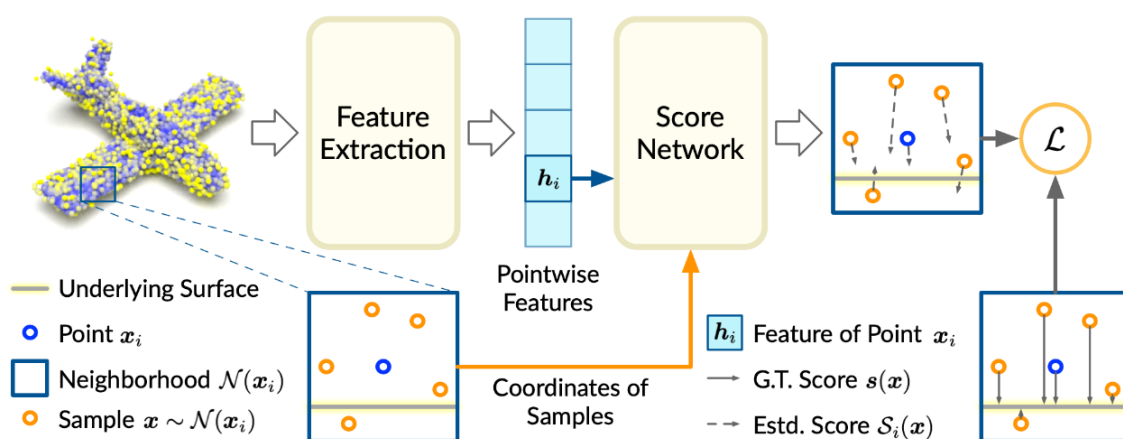 Feature
Extraction
h_i
Score
Network
ℒ
Pointwise
Features
Underlying Surface
Point x_i
Neighborhood 𝒩(x_i)
Sample x ∼ 𝒩(x_i)
Coordinates of
Samples
h_i Feature of Point x_i
G.T. Score s(x)
Estd. Score 𝒮_i(x)